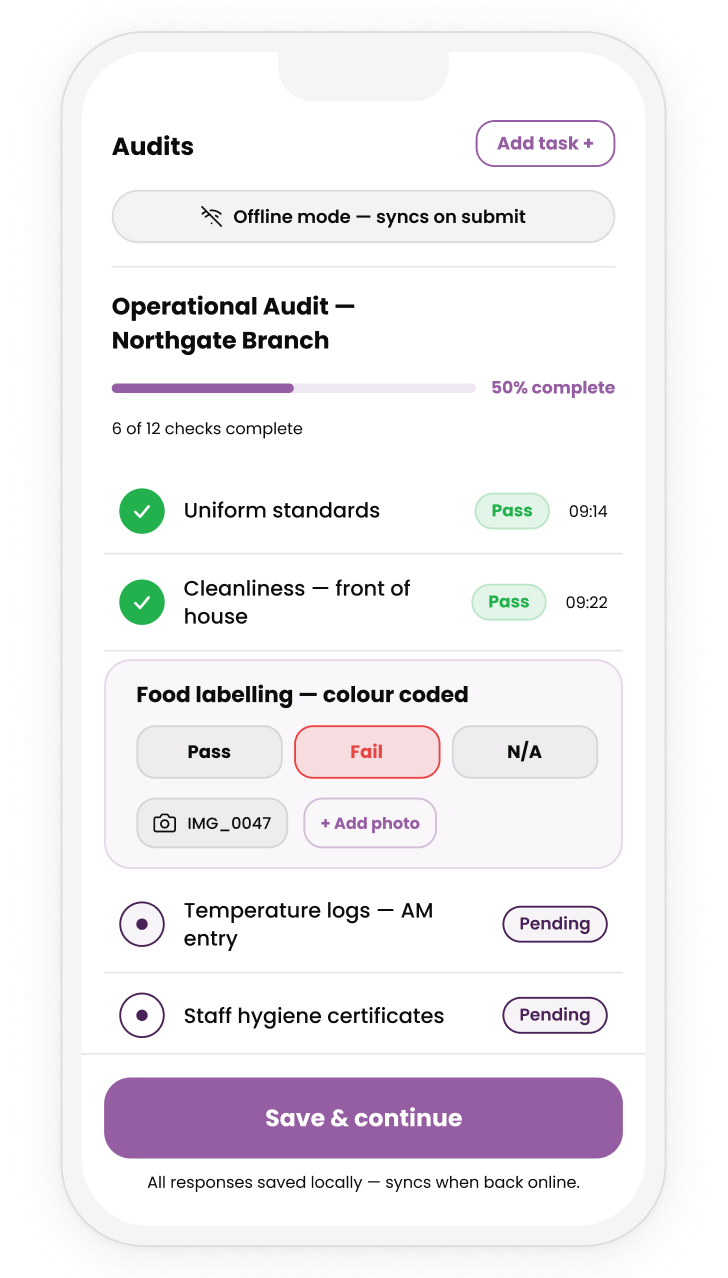 Audits
Add task +
Offline mode — syncs on submit
Operational Audit —
Northgate Branch
50% complete
6 of 12 checks complete
Uniform standards
Pass
09:14
Cleanliness — front of
house
Pass
09:22
Food labelling — colour coded
Pass
Fail
N/A
IMG_0047
+ Add photo
Temperature logs — AM
entry
Pending
Staff hygiene certificates
Pending
Save & continue
All responses saved locally — syncs when back online.